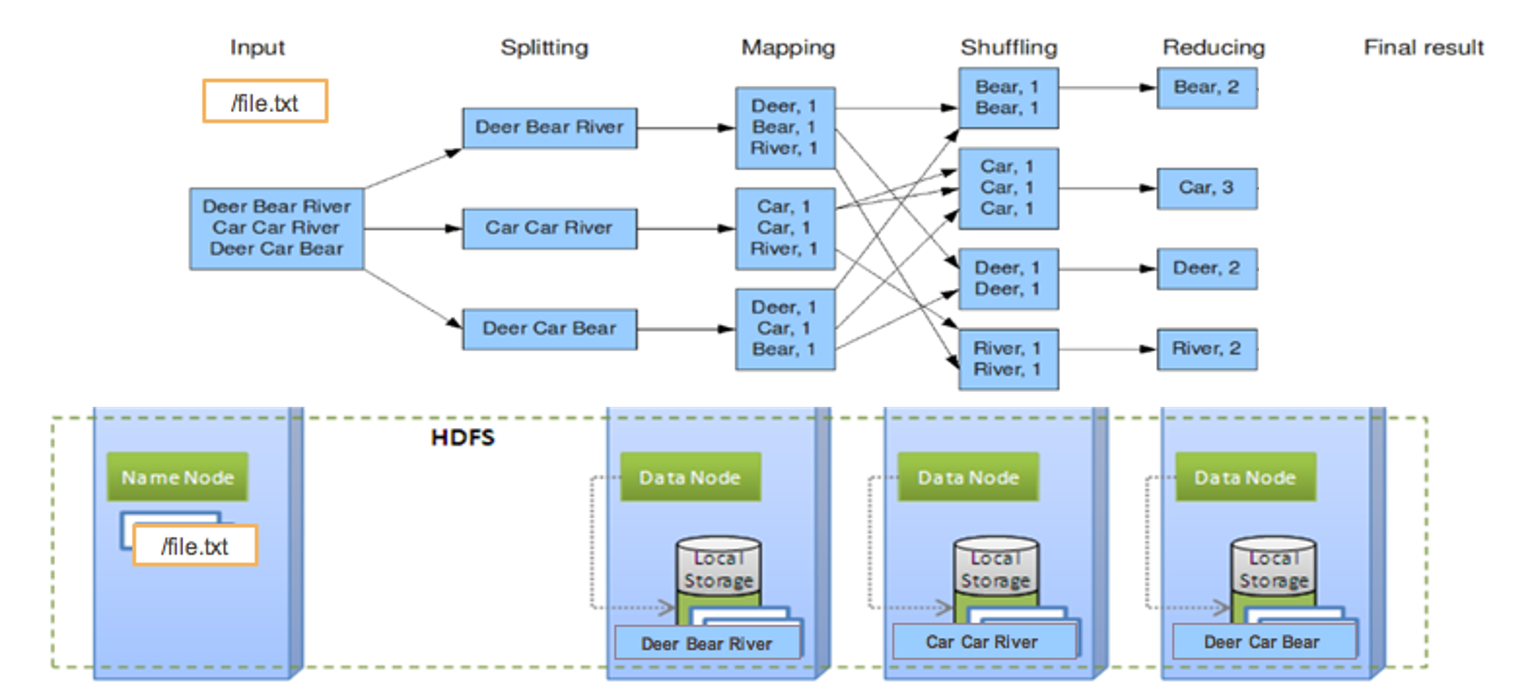 Input
Splitting
Mapping
Shuffling
Reducing
Final result
/file.txt
Deer Bear River
Car Car River
Deer Car Bear
Deer Bear River
Car Car River
Deer Car Bear
Deer, 1
Bear, 1
River, 1
Car, 1
Car, 1
River, 1
Deer, 1
Car, 1
Bear, 1
Bear, 1
Bear, 1
Car, 1
Car, 1
Car, 1
Deer, 1
Deer, 1
River, 1
River, 1
Bear, 2
Car, 3
Deer, 2
River, 2
HDFS
Name Node
/file.txt
Data Node
Local
Storage
Deer Bear River
Data Node
Local
Storage
Car Car River
Data Node
Local
Storage
Deer Car Bear